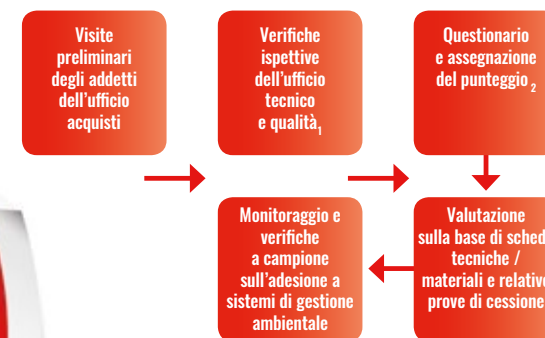 Visite
preliminari
degli addetti
dell'ufficio
acquisti
Verifiche
ispettive
dell'ufficio
tecnico
e qualità1
Questionario
e assegnazione
del punteggio 2
Valutazione
sulla base di sched
tecniche /
materiali e relative
prove di cessione
Monitoraggio e
verifiche
a campione
sull'adesione a
sistemi di gestione
ambientale